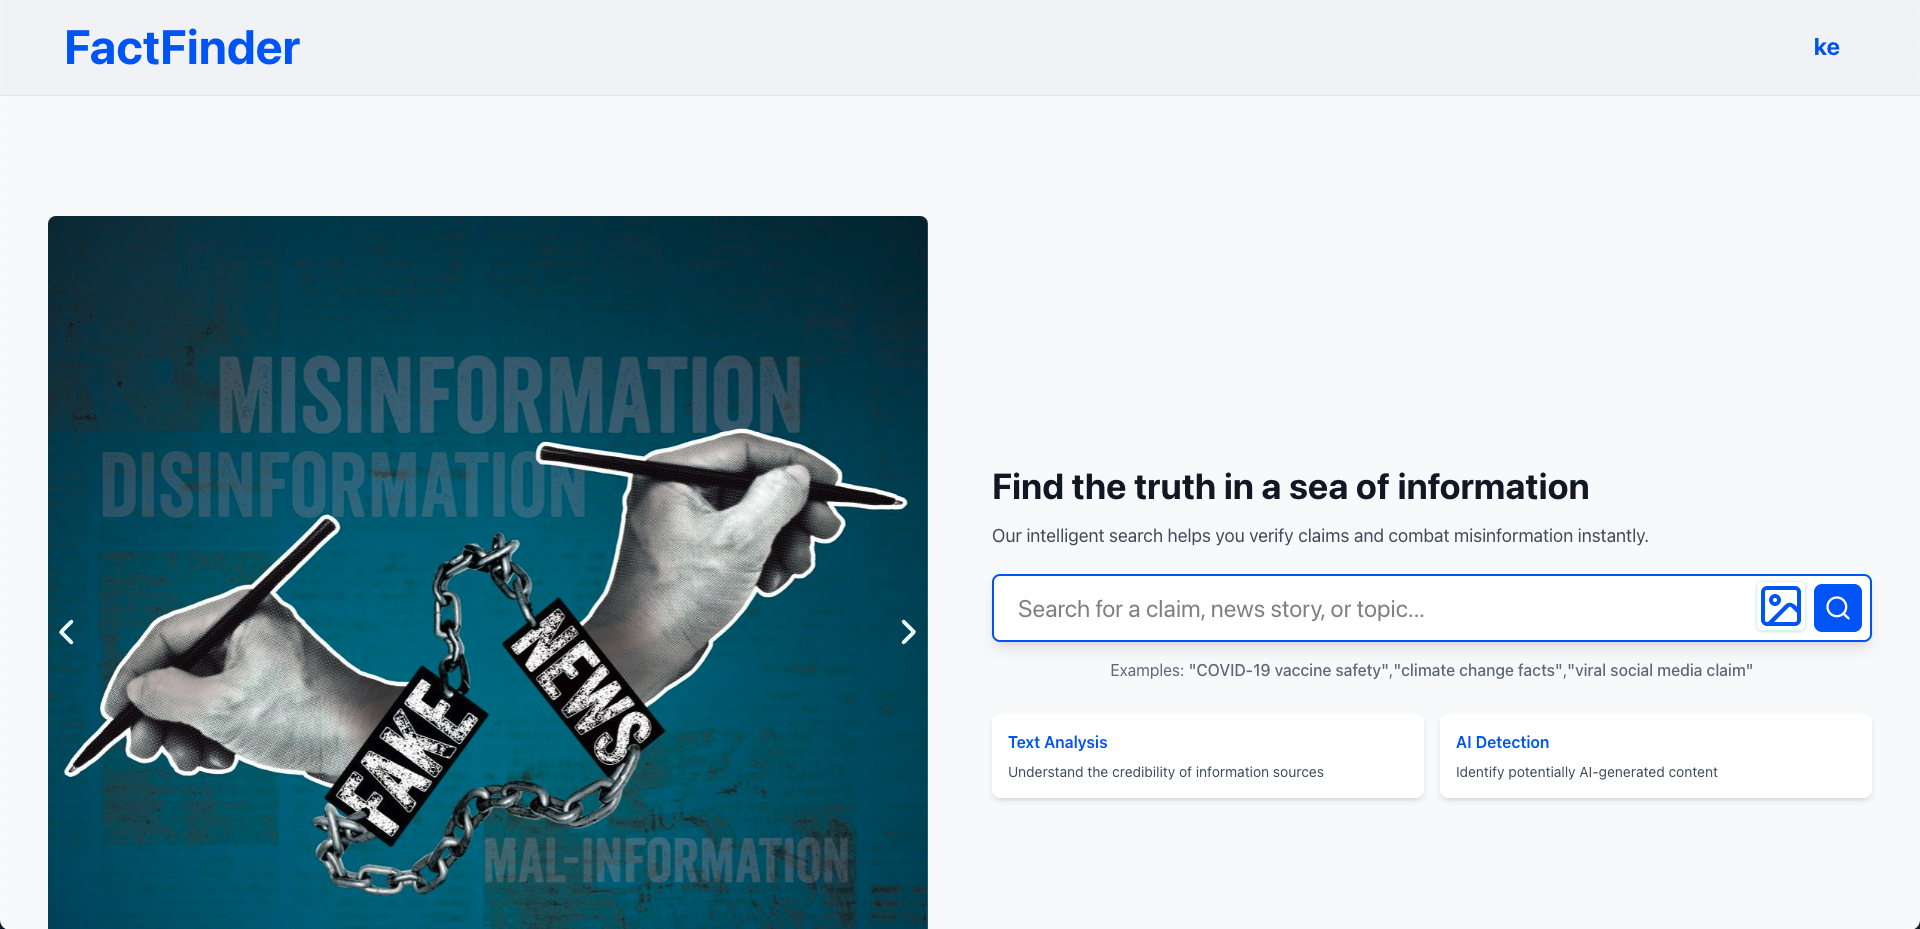 FactFinder
ke
MISINFORMATION
DISINFORMATION
NEWS
FAKE
MAL-INFORMATION
Find the truth in a sea of information
Our intelligent search helps you verify claims and combat misinformation instantly.
Search for a claim, news story, or topic...
Examples: "COVID-19 vaccine safety","climate change facts","viral social media claim"
Text Analysis
Understand the credibility of information sources
AI Detection
Identify potentially AI-generated content